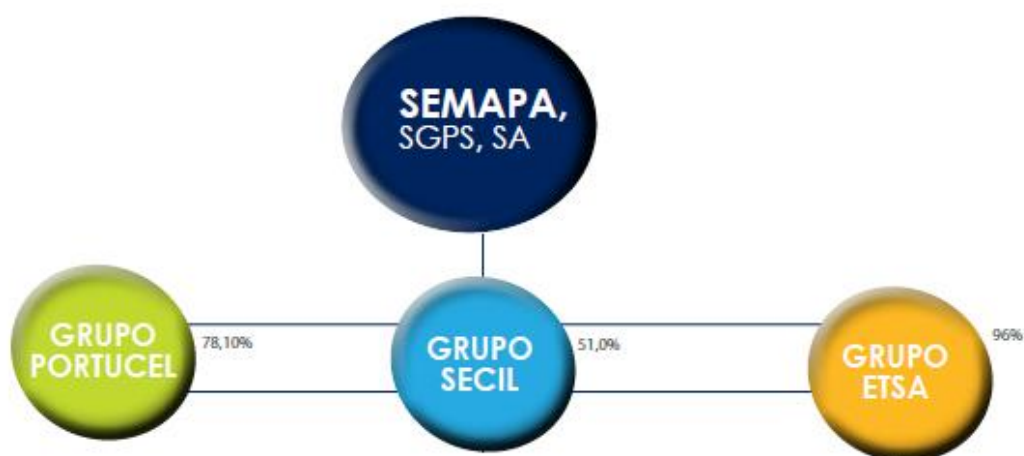 SEMAPA,
SGPS, SA
GRUPO
PORTUCEL
78,10%
GRUPO
SECIL
51,0%
GRUPO
ETSA
96%